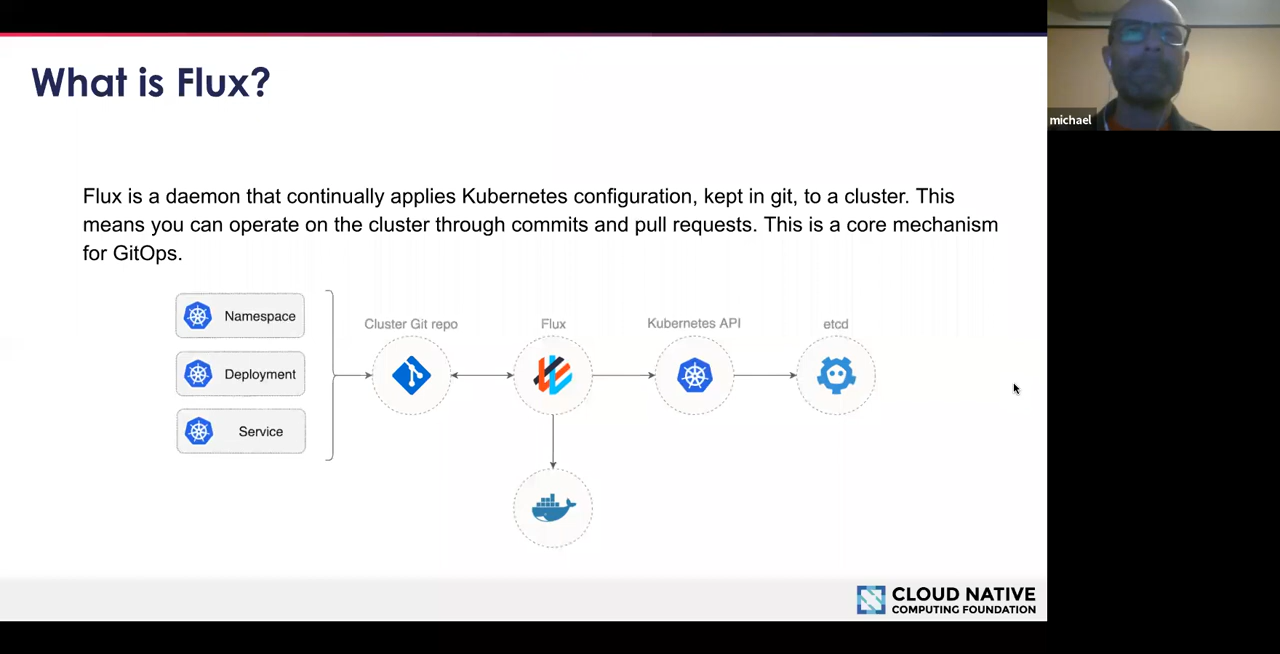 What is Flux?
michael
Flux is a daemon that continually applies Kubernetes configuration, kept in git, to a cluster. This
means you can operate on the cluster through commits and pull requests. This is a core mechanism
for GitOps.
Namespace
Deployment
Service
Cluster Git repo
Flux
Kubernetes API
etcd
CLOUD NATIVE
COMPUTING FOUNDATION